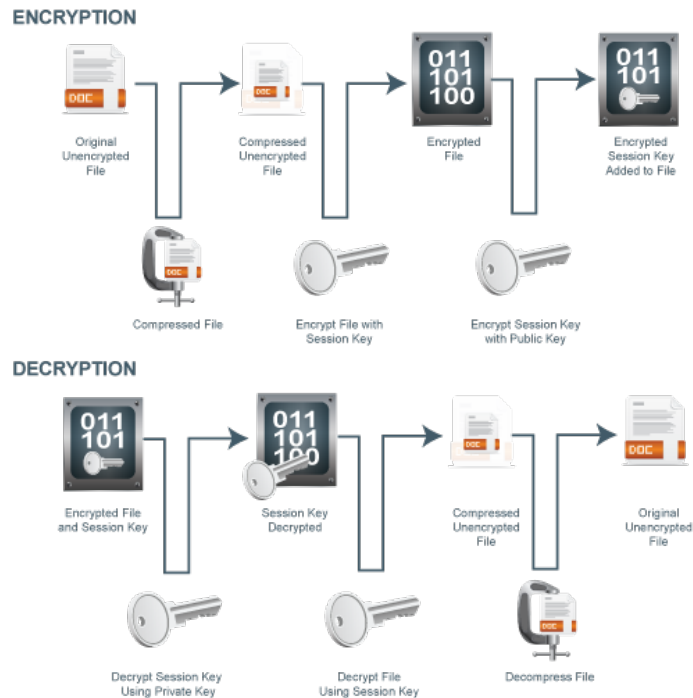 ENCRYPTION
DOC
DOC
011
101
100
011
101
Original
Unencrypted
File
Compressed
Unencrypted
File
Encrypted
File
Encrypted
Session Key
Added to File
DOC
Compressed File
Encrypt File with
Session Key
Encrypt Session Key
with Public Key
DECRYPTION
011
101
011
101
100
DOC
DOC
Encrypted File
and Session Key
Session Key
Decrypted
Compressed
Unencrypted
File
Original
Unencrypted
File
DOC
Decrypt Session Key
Using Private Key
Decrypt File
Using Session Key
Decompress File